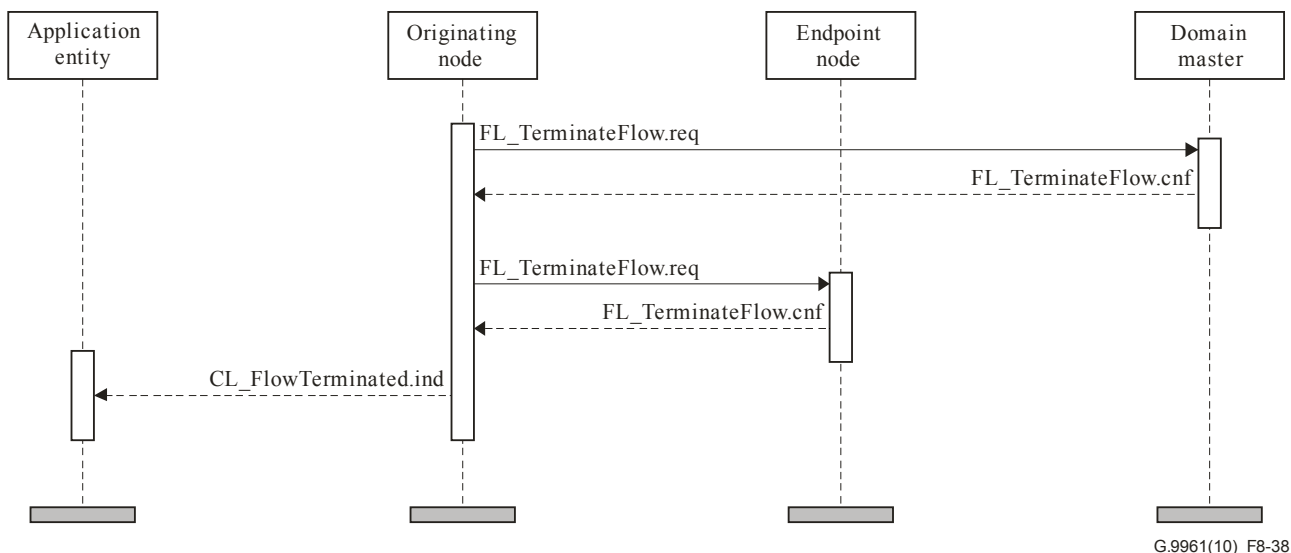 Application
entity
Originating
node
Endpoint
node
Domain
master
FL_TerminateFlow.req
FL_TerminateFlow.cnf
FL_TerminateFlow.req
FL_TerminateFlow.cnf
CL_FlowTerminated.ind
G.9961(10)_F8-38